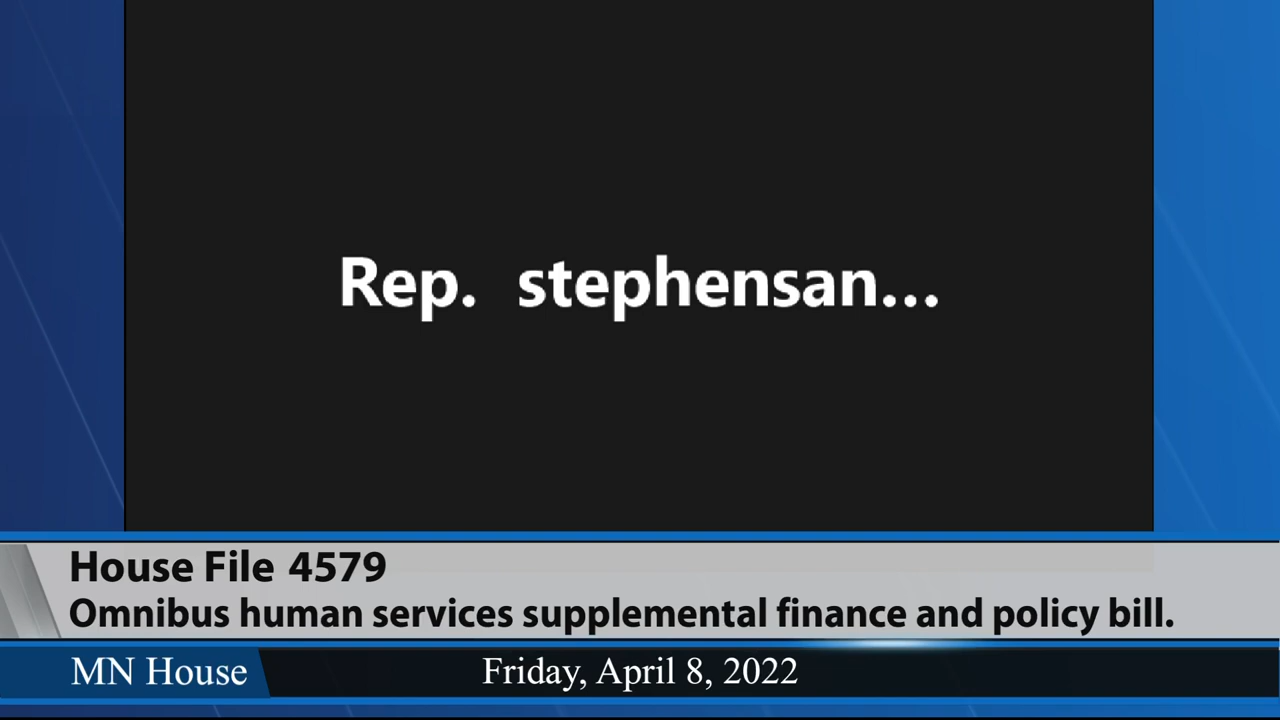 Rep. stephensan...
House File 4579
Omnibus human services supplemental finance and policy bill.
MN House
Friday, April 8, 2022